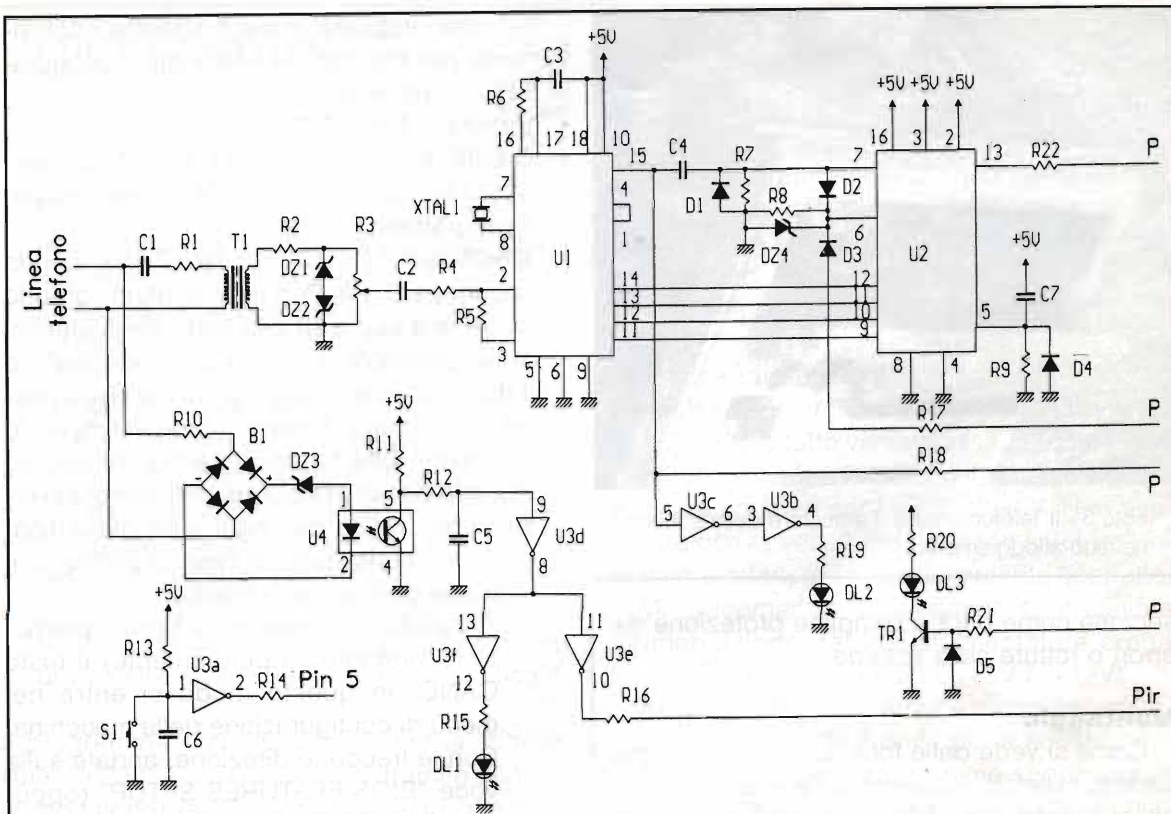 +5V
C3
R6
+5V +5V +5V
16 17 18 10
15 C4 R7
7
16 3 2
13 R22 P
7
XTAL1
8
4
1
D1
R8
D2
6
DZ4
D3
U1
U2
+5V
Linea
telefono
C1 R1 T1 R2 R3
DZ1
DZ2
C2 R4
R5
2
3
14
13
12
11
12
11
10
9
C7
5
5 6 9
8 4
R9 D4
R10
B1
+
DZ3
+5V
R11
R12
R17 P
R18 P
1
2
5
4
U4
C5
9
U3d
8
5 U3c 6 3 U3b 4
R19
DL2
R20
DL3
TR1
R21 P
D5
+5V
R13
U3a
1 2 R14 Pin 5
S1
C6
13
U3f
12
R15
DL1
11
U3e
10
R16
Pir